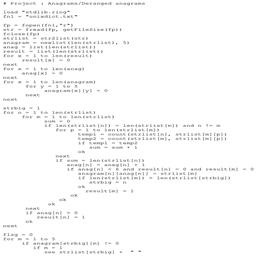 # Project : Anagrams/Deranged anagrams
load "stdlib.ring"
fn1 = "unixdict.txt"
fp = fopen(fn1,"r")
str = fread(fp, getFileSize(fp))
fclose(fp)
strlist = str2list(str)
anagram = newlist(len(strlist), 5)
anag = list(len(strlist))
result = list(len(strlist))
for x = 1 to len(result)
result[x] = 0
next
for x = 1 to len(anag)
anag[x] = 0
next
for x = 1 to len(anagram)
for y = 1 to 5
anagram[x][y] = 0
next
next
strbig = 1
for n = 1 to len(strlist)
for m = 1 to len(strlist)
sum = 0
if len(strlist[n]) = len(strlist[m]) and n != m
for p = 1 to len(strlist[m])
temp1 = count(strlist[n], strlist[m][p])
temp2 = count(strlist[m], strlist[m][p])
if temp1 = temp2
sum = sum + 1
ok
next
if sum = len(strlist[n])
anag[n] = anag[n] + 1
if anag[n] < 6 and result[n] = 0 and result[m] = 0
anagram[n][anag[n]] = strlist[m]
if len(strlist[m]) > len(strlist[strbig])
strbig = n
ok
result[m] = 1
ok
ok
ok
next
if anag[n] > 0
result[n] = 1
ok
next
flag = 0
for m = 1 to 5
if anagram[strbig][m] != 0
if m = 1
see strlist[strbig] + " "